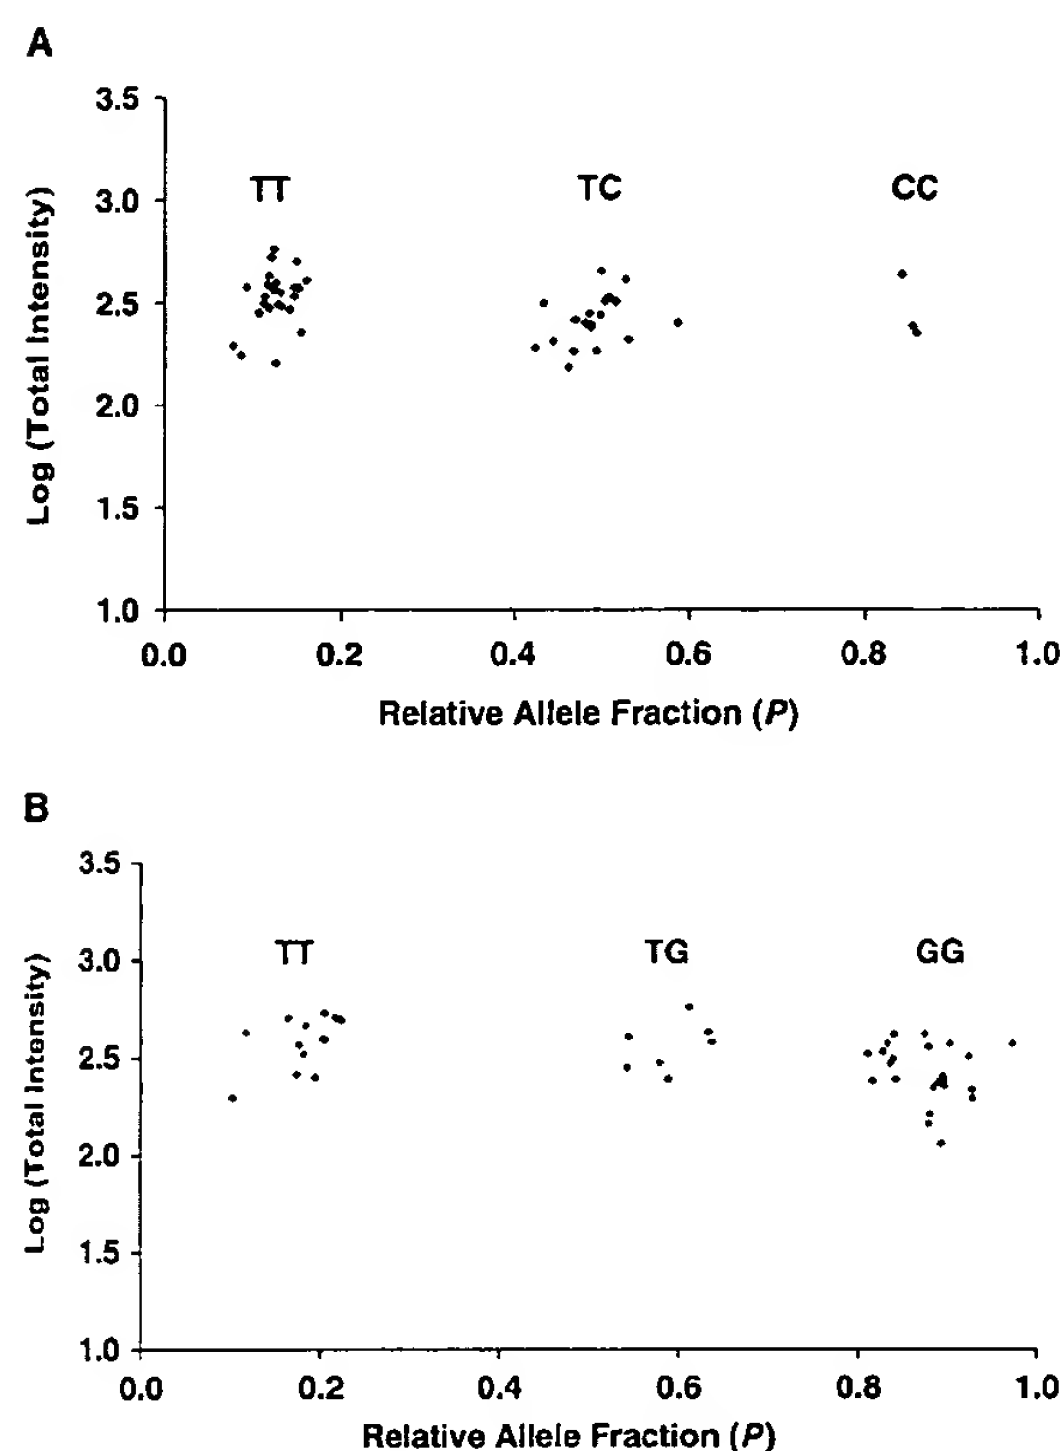 A
3.5
TT TC CC
3.0
2.5
2.0
1.5
1.0
0.0 0.2 0.4 0.6 0.8 1.0
Log (Total Intensity)
Relative Allele Fraction (P)
B
3.5
TT TG GG
3.0
2.5
2.0
1.5
1.0
0.0 0.2 0.4 0.6 0.8 1.0
Log (Total Intensity)
Relative Allele Fraction (P)